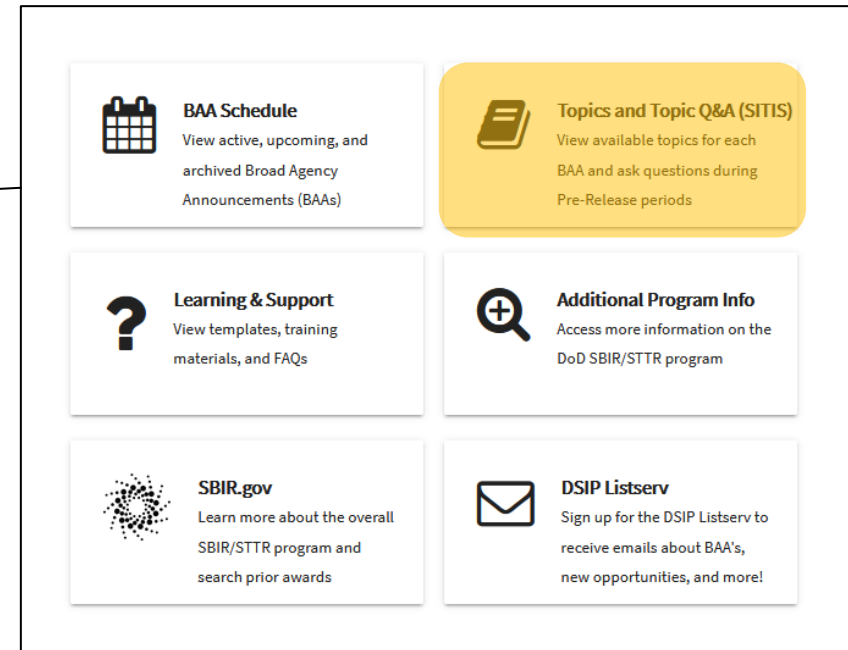 BAA Schedule
View active, upcoming, and
archived Broad Agency
Announcements (BAAs)
Topics and Topic Q&A (SITIS)
View available topics for each
BAA and ask questions during
Pre-Release periods
Learning & Support
View templates, training
materials, and FAQs
Additional Program Info
Access more information on the
DoD SBIR/STTR program
SBIR.gov
Learn more about the overall
SBIR/STTR program and
search prior awards
DSIP Listserv
Sign up for the DSIP Listserv to
receive emails about BAA's,
new opportunities, and more!